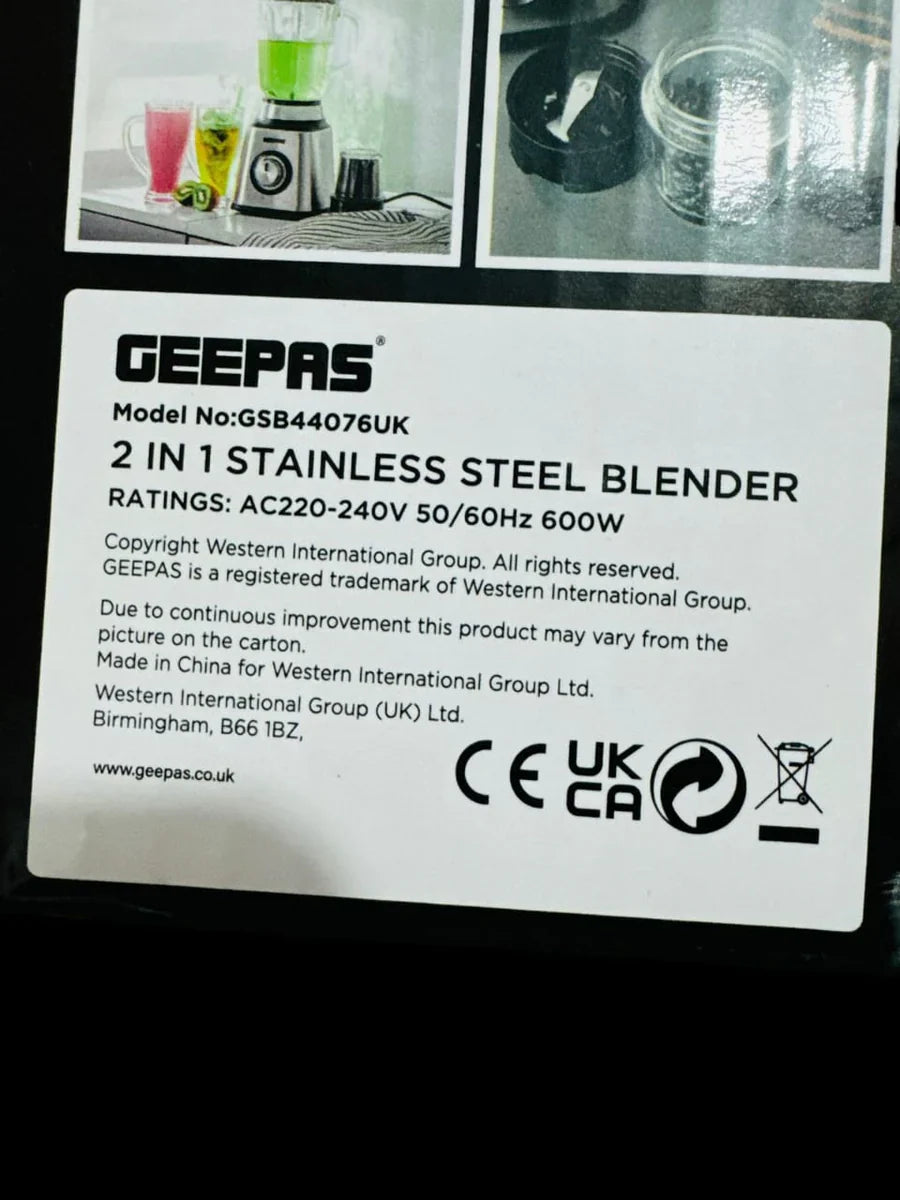 GEEPAS®
Model No:GSB44076UK
2 IN 1 STAINLESS STEEL BLENDER
RATINGS: AC220-240V 50/60Hz 600W
Copyright Western International Group. All rights reserved.
GEEPAS is a registered trademark of Western International Group.
Due to continuous improvement this product may vary from the
picture on the carton.
Made in China for Western International Group Ltd.
Western International Group (UK) Ltd.
Birmingham, B66 1BZ,
www.geepas.co.uk
CE UK
CA